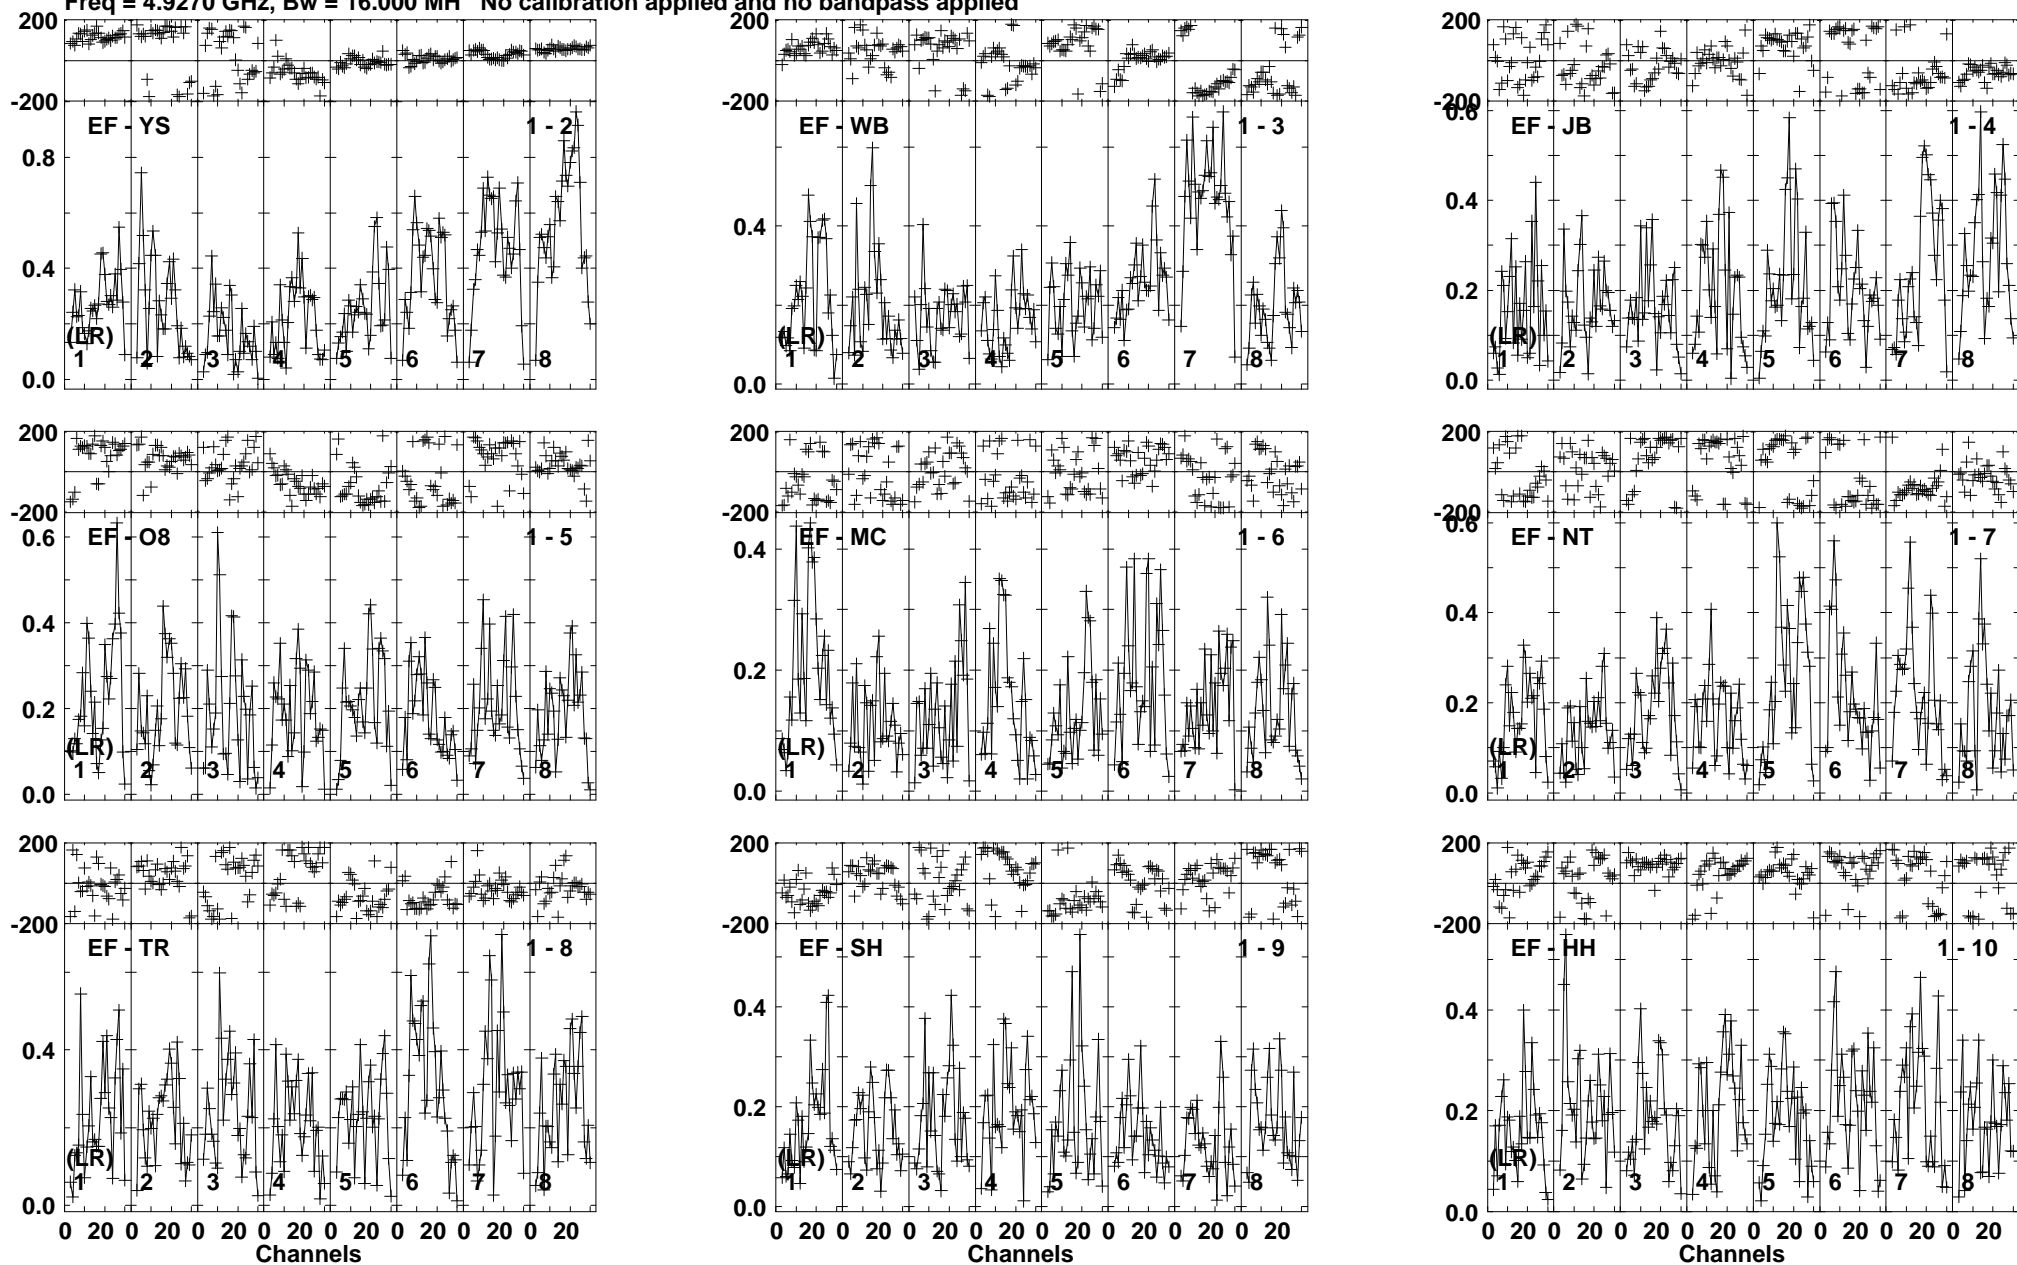 Freq = 4.9270 GHz, Bw = 16.000 MH No calibration applied and no bandpass applied
200 200 200
-200 -200 -200
EF - YS 1 - 2 EF - WB 1 - 3 EF - JB 1 - 4
0.6
0.8
0.4 0.4 0.4
0.2
(LR) (LR) (LR)
1 2 3 4 5 6 7 8 1 2 3 4 5 6 7 8 1 2 3 4 5 6 7 8
0.0 0.0 0.0
200 200 200
-200 -200 -200
EF - O8 1 - 5 EF - MC 1 - 6 EF - NT 1 - 7
0.6 0.4 0.6
0.4 0.4
0.2 0.2 0.2
(LR) (LR) (LR)
1 2 3 4 5 6 7 8 1 2 3 4 5 6 7 8 1 2 3 4 5 6 7 8
0.0 0.0 0.0
200 200 200
-200 -200 -200
EF - TR 1 - 8 EF - SH 1 - 9 EF - HH 1 - 10
0.4 0.4 0.4
0.2 0.2
(LR) (LR) (LR)
1 2 3 4 5 6 7 8 1 2 3 4 5 6 7 8 1 2 3 4 5 6 7 8
0.0 0.0 0.0
0 20 0 20 0 20 0 20 0 20 0 20 0 20 0 20 0 20 0 20 0 20 0 20 0 20 0 20 0 20 0 20 0 20 0 20 0 20 0 20 0 20 0 20 0 20 0 20
Channels Channels Channels